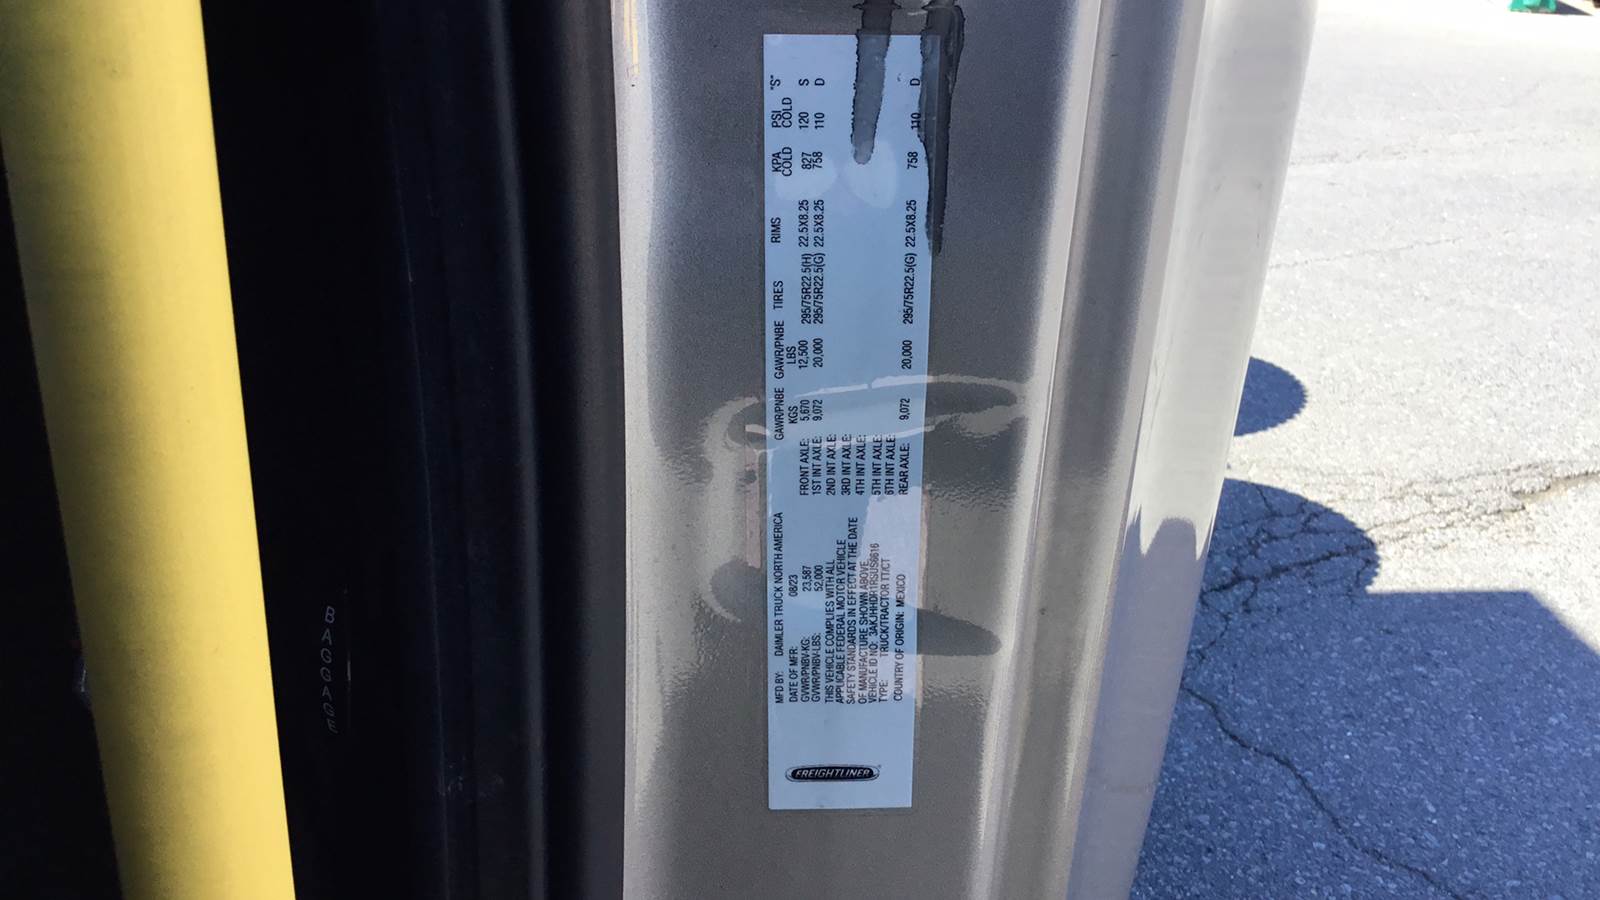 FREIGHTLINER
MFD BY: DAIMLER TRUCK NORTH AMERICA
DATE OF MFR: 08/23
GVWR/PNBV-KG: 23,587
GVWR/PNBV-LBS: 52,000
THIS VEHICLE COMPLIES WITH ALL
APPLICABLE FEDERAL MOTOR VEHICLE
SAFETY STANDARDS IN EFFECT AT THE DATE
OF MANUFACTURE SHOWN ABOVE
VEHICLE ID NO:
TYPE: TRUCK/TRACTOR TT/CT
COUNTRY OF ORIGIN: MEXICO
GAWR/PNBE KGS GAWR/PNBE LBS TIRES RIMS KPA COLD PSI COLD "S"
FRONT AXLE: 5,670 12,500 295/75R22.5(H) 22.5X8.25 827 120 S
1ST INT AXLE: 9,072 20,000 295/75R22.5(G) 22.5X8.25 758 110 D
2ND INT AXLE:
3RD INT AXLE:
4TH INT AXLE:
5TH INT AXLE:
6TH INT AXLE:
REAR AXLE: 9,072 20,000 295/75R22.5(G) 22.5X8.25 758 110 D
BAGGAGE